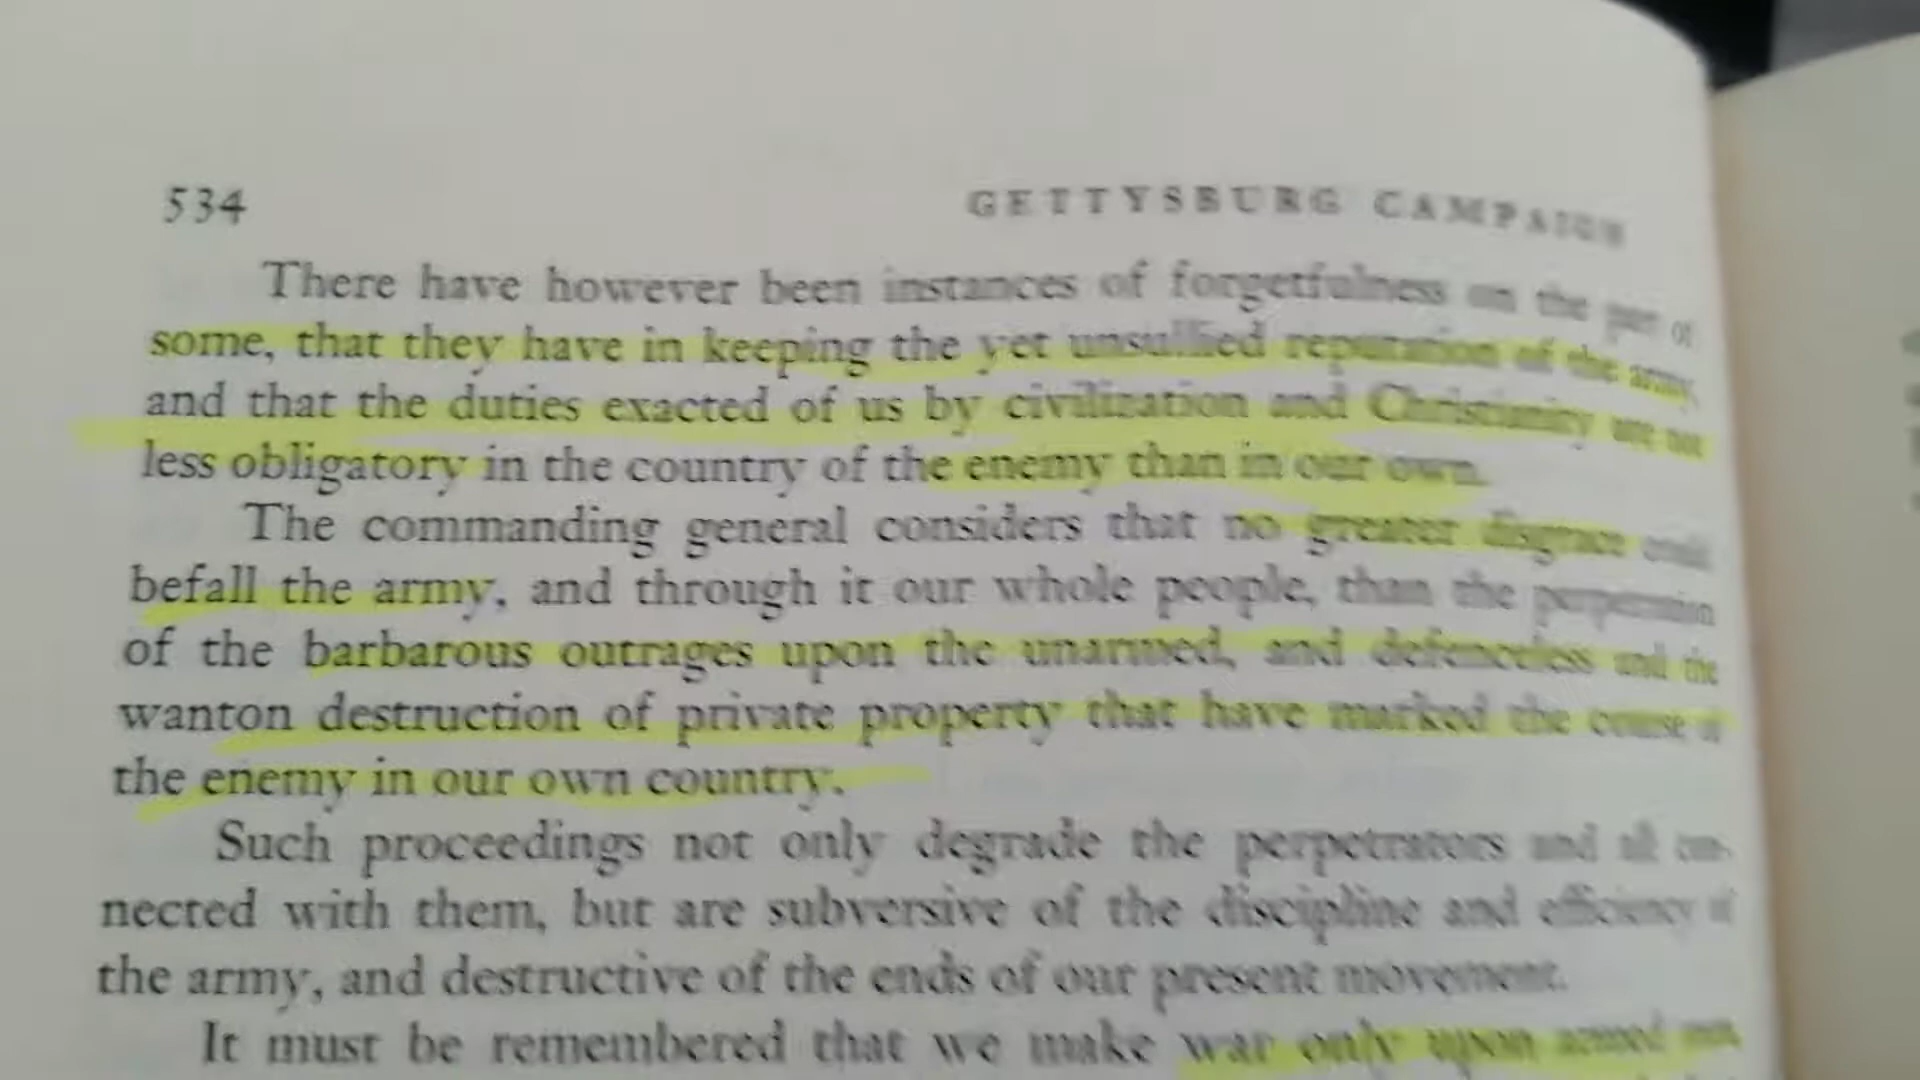 534 GETTYSBURG CAMPAIGN
There have however been instances of forgetfulness on the part of
some, that they have in keeping the yet unsullied reputation of the army,
and that the duties exacted of us by civilization and Christianity are not
less obligatory in the country of the enemy than in our own.
The commanding general considers that no greater disgrace could
befall the army, and through it our whole people, than the perpetration
of the barbarous outrages upon the unarmed, and defenceless and the
wanton destruction of private property that have marked the course of
the enemy in our own country.
Such proceedings not only degrade the perpetrators and all con-
nected with them, but are subversive of the discipline and efficiency of
the army, and destructive of the ends of our present movement.
It must be remembered that we make war only upon armed men